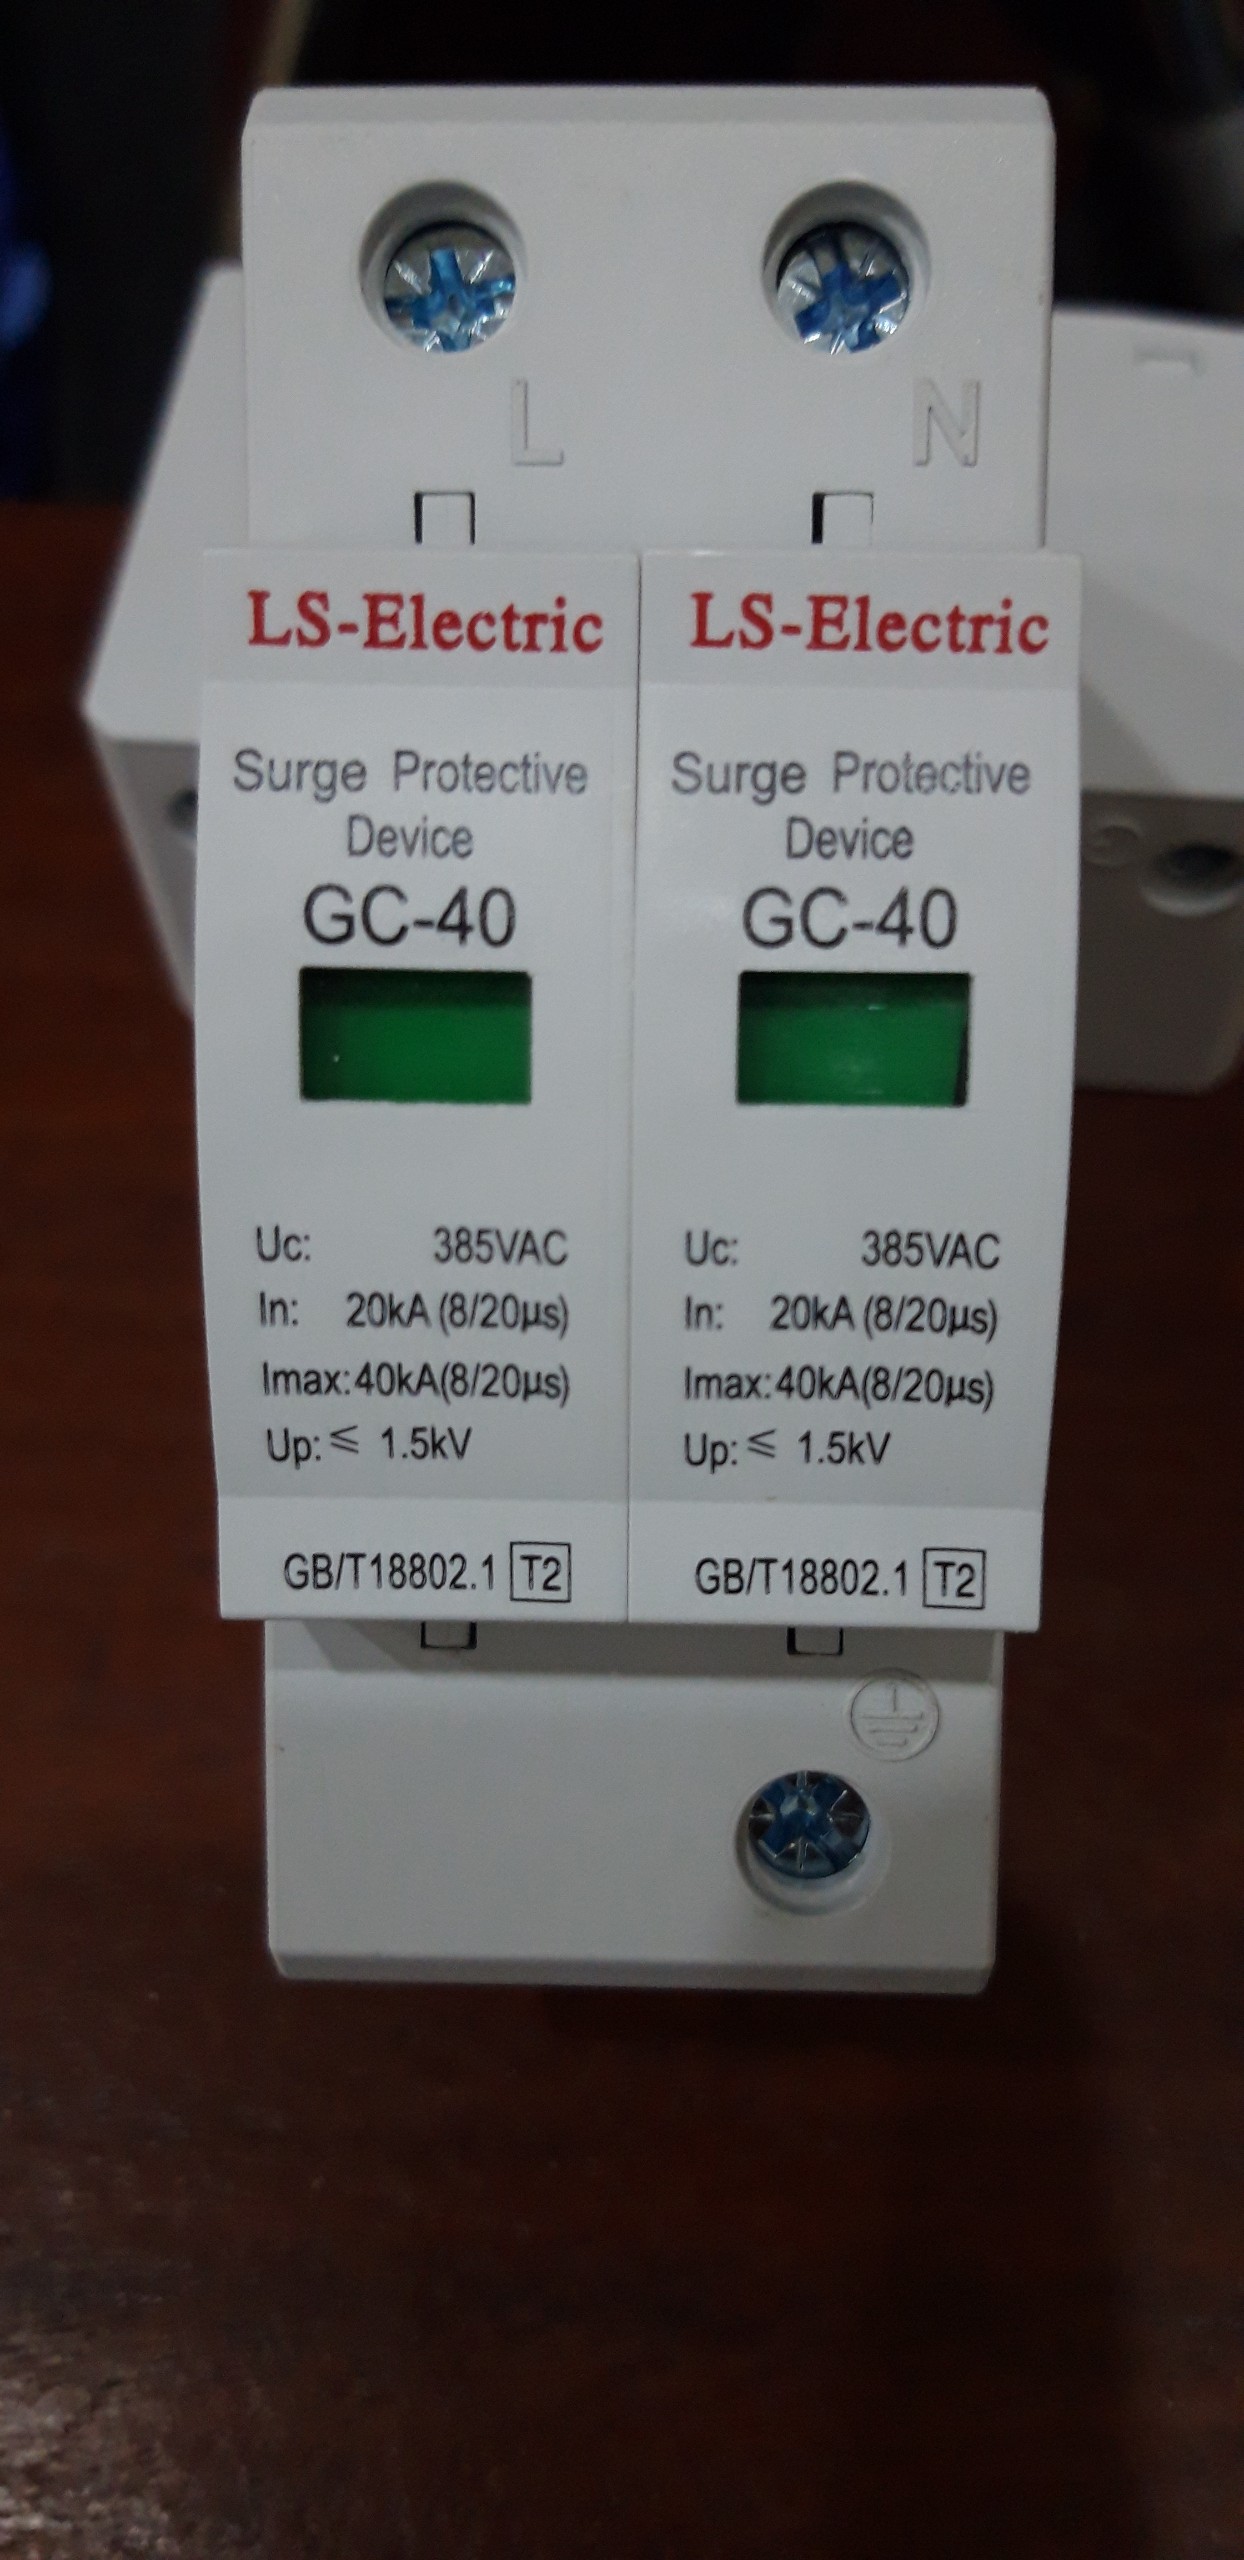 L N
LS-Electric
Surge Protective
Device
GC-40
Uc: 385VAC
In: 20kA (8/20µs)
Imax:40kA(8/20µs)
Up:≤ 1.5kV
GB/T18802.1 T2
LS-Electric
Surge Protective
Device
GC-40
Uc: 385VAC
In: 20kA (8/20µs)
Imax:40kA(8/20µs)
Up:≤ 1.5kV
GB/T18802.1 T2